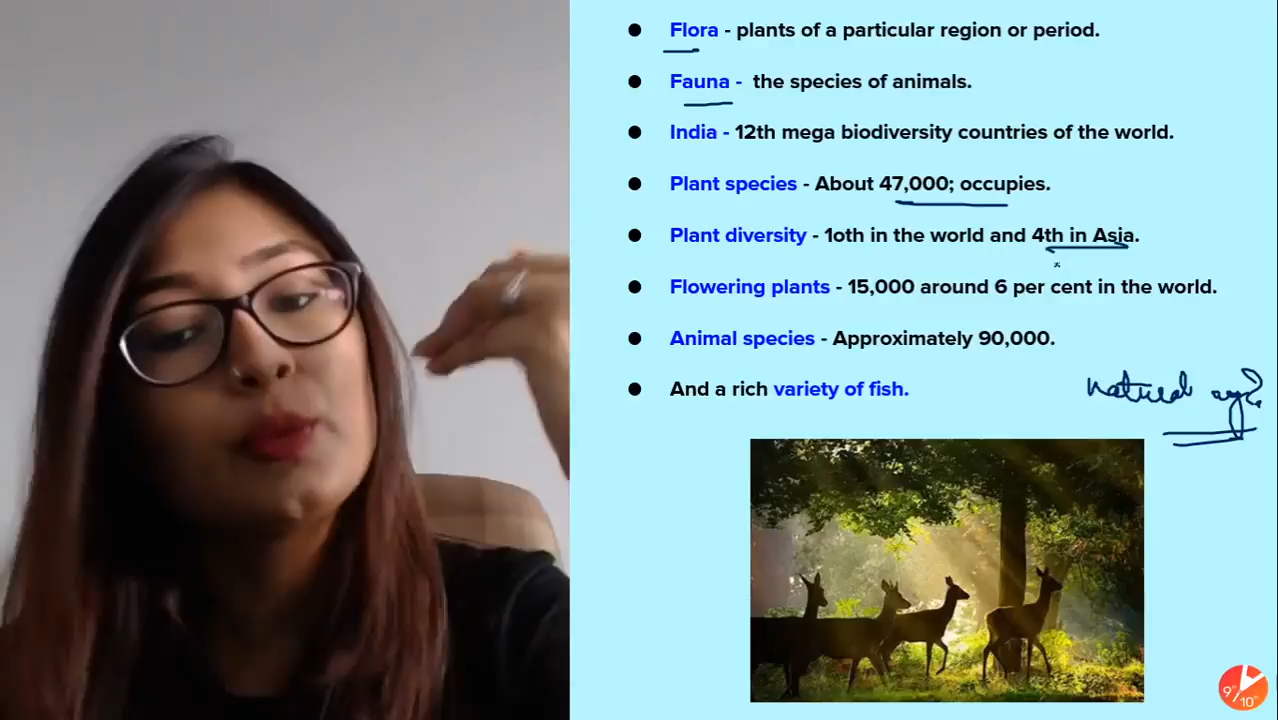 Flora - plants of a particular region or period.
Fauna - the species of animals.
India - 12th mega biodiversity countries of the world.
Plant species - About 47,000; occupies.
Plant diversity - 1oth in the world and 4th in Asia.
Flowering plants - 15,000 around 6 per cent in the world.
Animal species - Approximately 90,000.
And a rich variety of fish.
natural
9th/10th